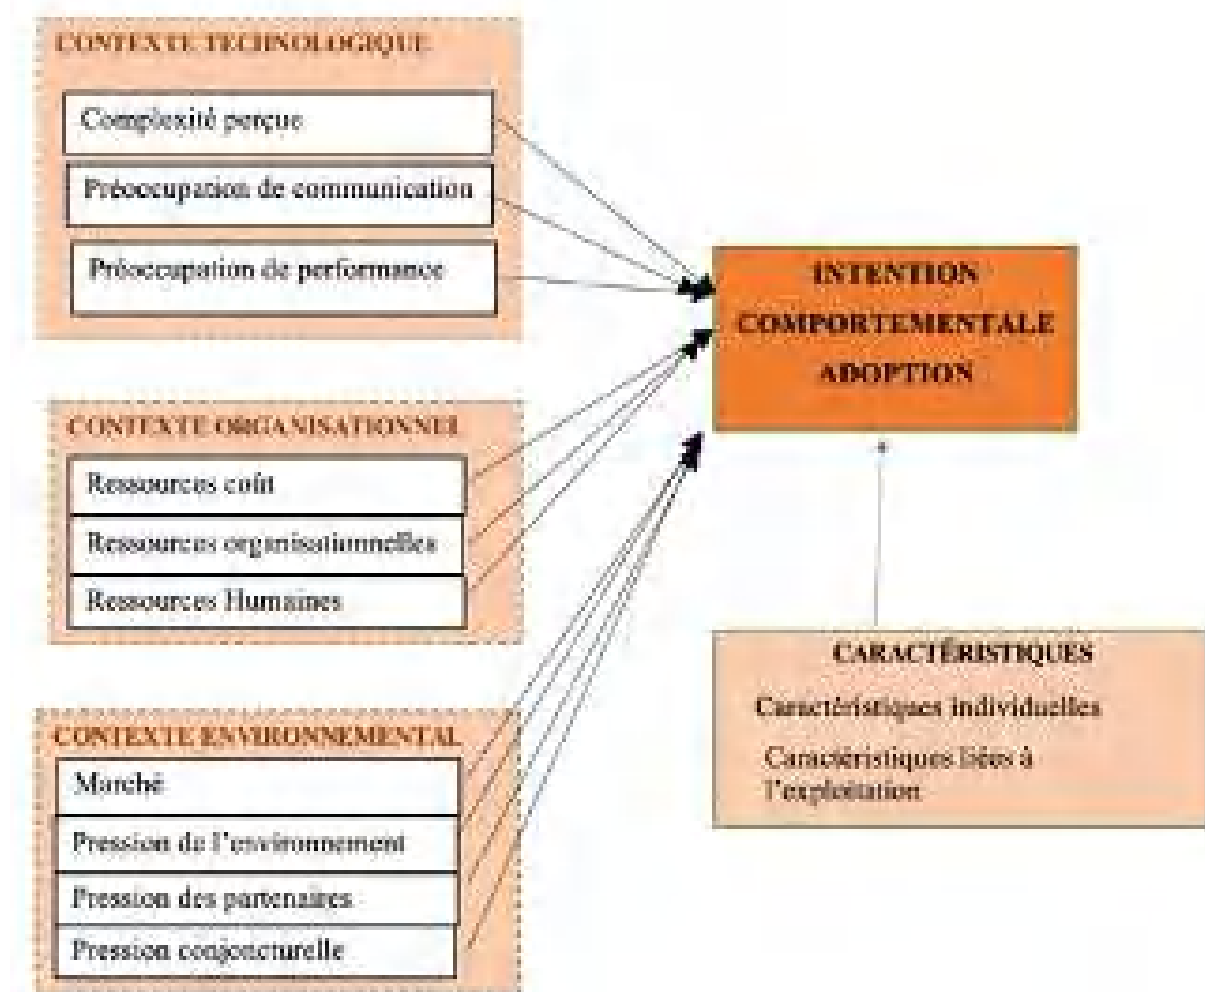 CONTEXTE TECHNOLOGIQUE
Complexité perçue
Préoccupation de communication
Préoccupation de performance
CONTEXTE ORGANISATIONNEL
Ressources coût
Ressources organisationnelles
Ressources Humaines
CONTEXTE ENVIRONNEMENTAL
Marché
Pression de l'environnement
Pression des partenaires
Pression conjoncturelle
INTENTION
COMPORTEMENTALE
ADOPTION
CARACTÉRISTIQUES
Caractéristiques individuelles
Caractéristiques liées à
l'exploitation